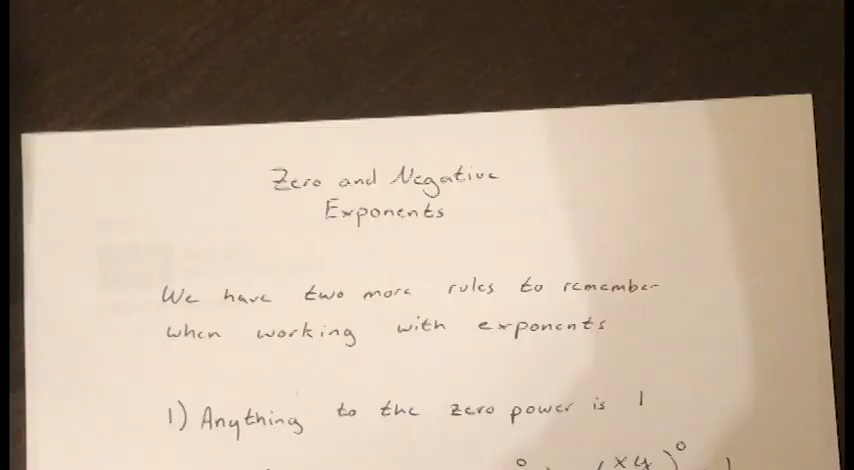 Zero and Negative
Exponents
We have two more rules to remember
when working with exponents
1) Anything to the zero power is 1